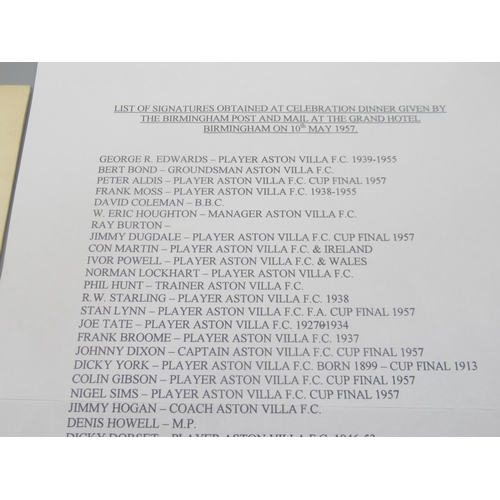 LIST OF SIGNATURES OBTAINED AT CELEBRATION DINNER GIVEN BY
THE BIRMINGHAM POST AND MAIL AT THE GRAND HOTEL
BIRMINGHAM ON 10th MAY 1957.
GEORGE R. EDWARDS – PLAYER ASTON VILLA F.C. 1939-1955
BERT BOND – GROUNDSMAN ASTON VILLA F.C.
PETER ALDIS – PLAYER ASTON VILLA F.C. CUP FINAL 1957
FRANK MOSS – PLAYER ASTON VILLA F.C. 1938-1955
DAVID COLEMAN – B.B.C.
W. ERIC HOUGHTON – MANAGER ASTON VILLA F.C.
RAY BURTON –
JIMMY DUGDALE – PLAYER ASTON VILLA F.C. CUP FINAL 1957
CON MARTIN – PLAYER ASTON VILLA F.C. & IRELAND
IVOR POWELL – PLAYER ASTON VILLA F.C. & WALES
NORMAN LOCKHART – PLAYER ASTON VILLA F.C.
PHIL HUNT – TRAINER ASTON VILLA F.C.
R.W. STARLING – PLAYER ASTON VILLA F.C. 1938
STAN LYNN – PLAYER ASTON VILLA F.C. F.A. CUP FINAL 1957
JOE TATE – PLAYER ASTON VILLA F.C. 192701934
FRANK BROOME – PLAYER ASTON VILLA F.C. 1937
JOHNNY DIXON – CAPTAIN ASTON VILLA F.C. CUP FINAL 1957
DICKY YORK – PLAYER ASTON VILLA F.C. BORN 1899 – CUP FINAL 1913
COLIN GIBSON – PLAYER ASTON VILLA F.C. CUP FINAL 1957
NIGEL SIMS – PLAYER ASTON VILLA F.C. CUP FINAL 1957
JIMMY HOGAN – COACH ASTON VILLA F.C.
DENIS HOWELL – M.P.
DICKY DORSET – PLAYER ASTON VILLA F.C. 1946-53